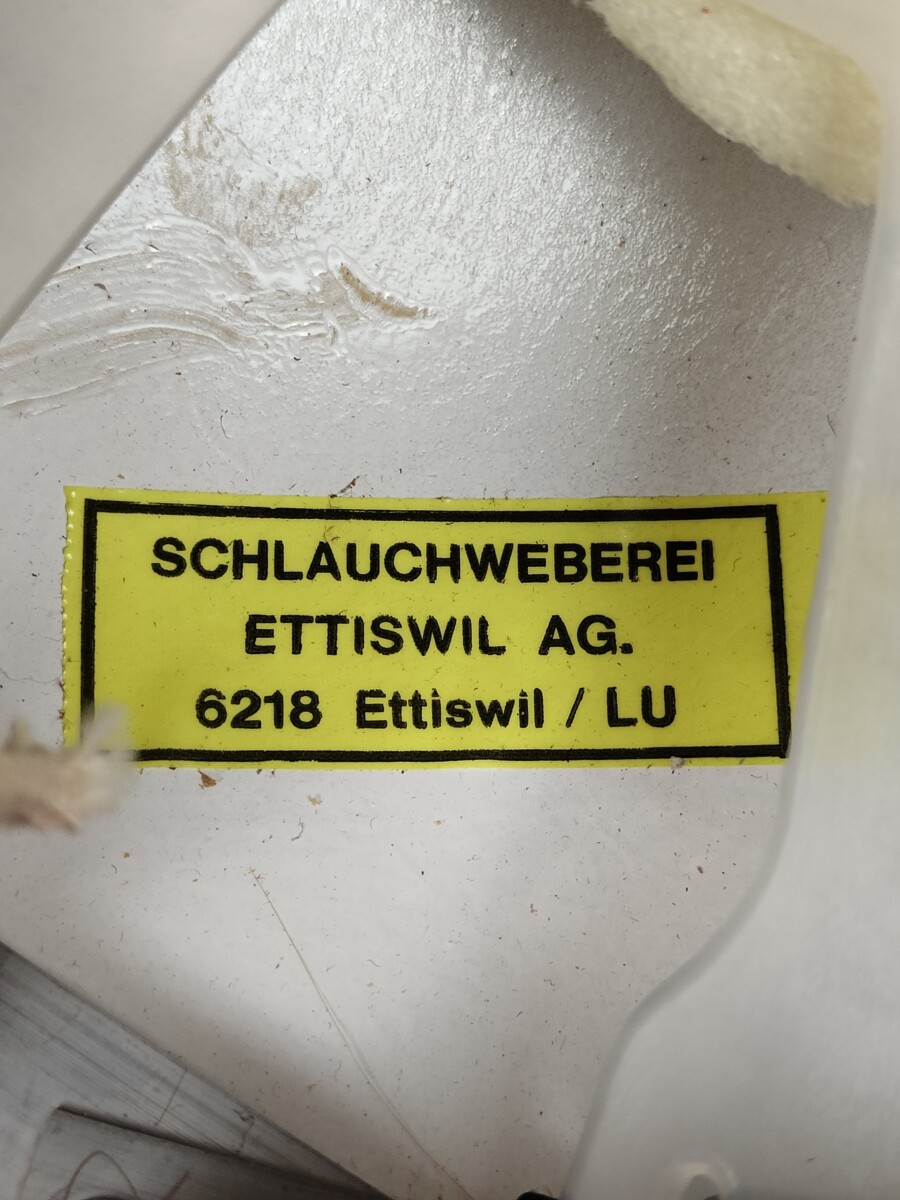 SCHLAUCHWEBEREI
ETTISWIL AG.
6218 Ettiswil / LU